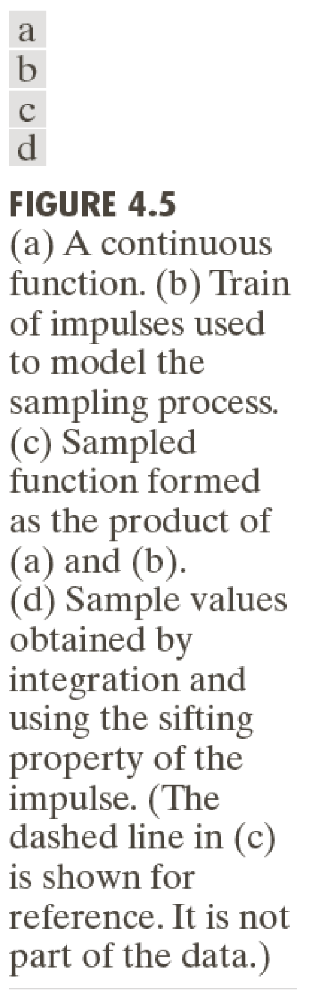 a
b
c
d
FIGURE 4.5
(a) A continuous
function. (b) Train
of impulses used
to model the
sampling process.
(c) Sampled
function formed
as the product of
(a) and (b).
(d) Sample values
obtained by
integration and
using the sifting
property of the
impulse. (The
dashed line in (c)
is shown for
reference. It is not
part of the data.)